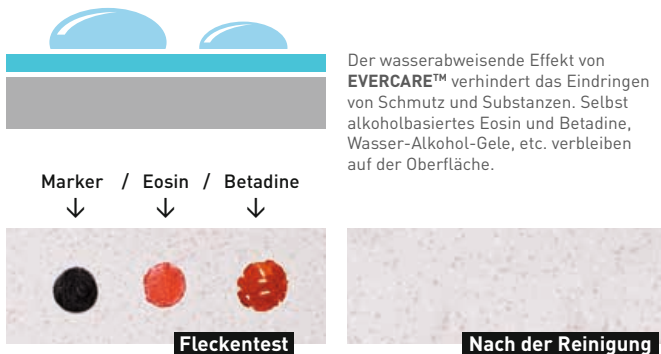 Der wasserabweisende Effekt von
EVERCARE™ verhindert das Eindringen
von Schmutz und Substanzen. Selbst
alkoholbasiertes Eosin und Betadine,
Wasser-Alkohol-Gele, etc. verbleiben
auf der Oberfläche.
Marker / Eosin / Betadine
Fleckentest
Nach der Reinigung